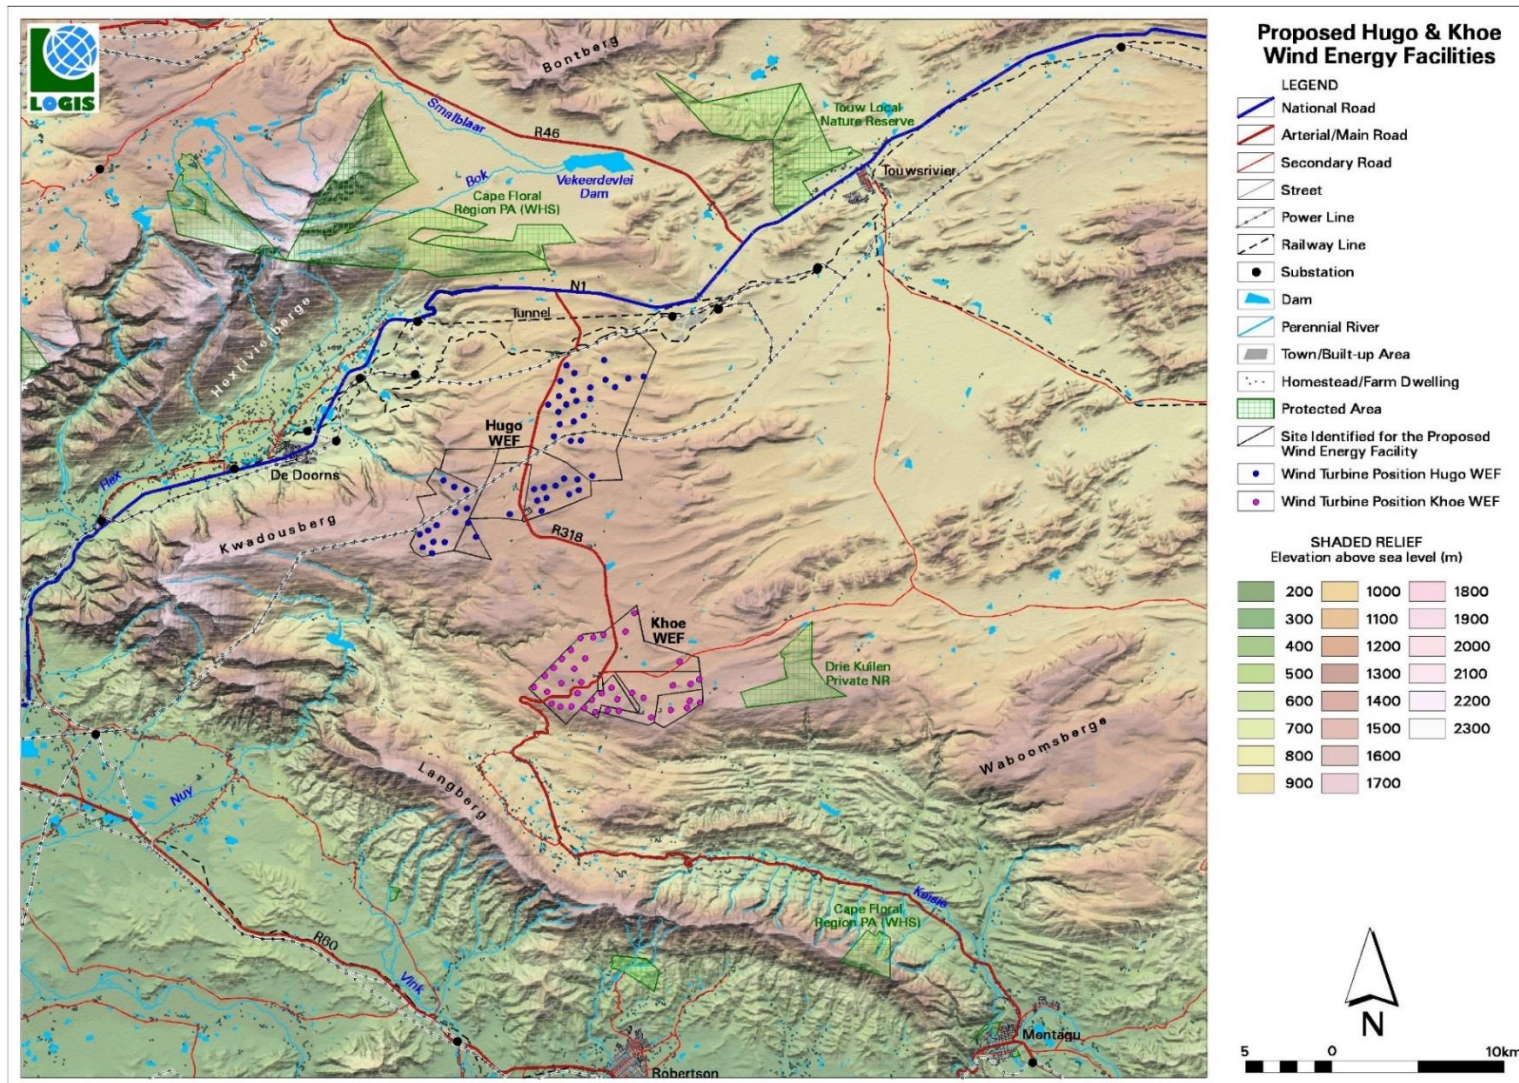 LOGIS
Bontberg
Smalblaar
R46
Touw Local
Nature Reserve
Touwsrivier
Bok
Vekeerdevlei
Dam
Cape Floral
Region PA (WHS)
N1
Tunnel
Hexrivierberge
Hugo
WEF
De Doorns
Hex
Kwadousberg
R318
Khoe
WEF
Drie Kuilen
Private NR
Waboomsberge
Langberg
Nuy
Keisie
Cape Floral
Region PA (WHS)
R60
Vink
Montagu
Robertson
Proposed Hugo & Khoe
Wind Energy Facilities
LEGEND
National Road
Arterial/Main Road
Secondary Road
Street
Power Line
Railway Line
Substation
Dam
Perennial River
Town/Built-up Area
Homestead/Farm Dwelling
Protected Area
Site Identified for the Proposed
Wind Energy Facility
Wind Turbine Position Hugo WEF
Wind Turbine Position Khoe WEF
SHADED RELIEF
Elevation above sea level (m)
200 1000 1800
300 1100 1900
400 1200 2000
500 1300 2100
600 1400 2200
700 1500 2300
800 1600
900 1700
N
5 0 10km